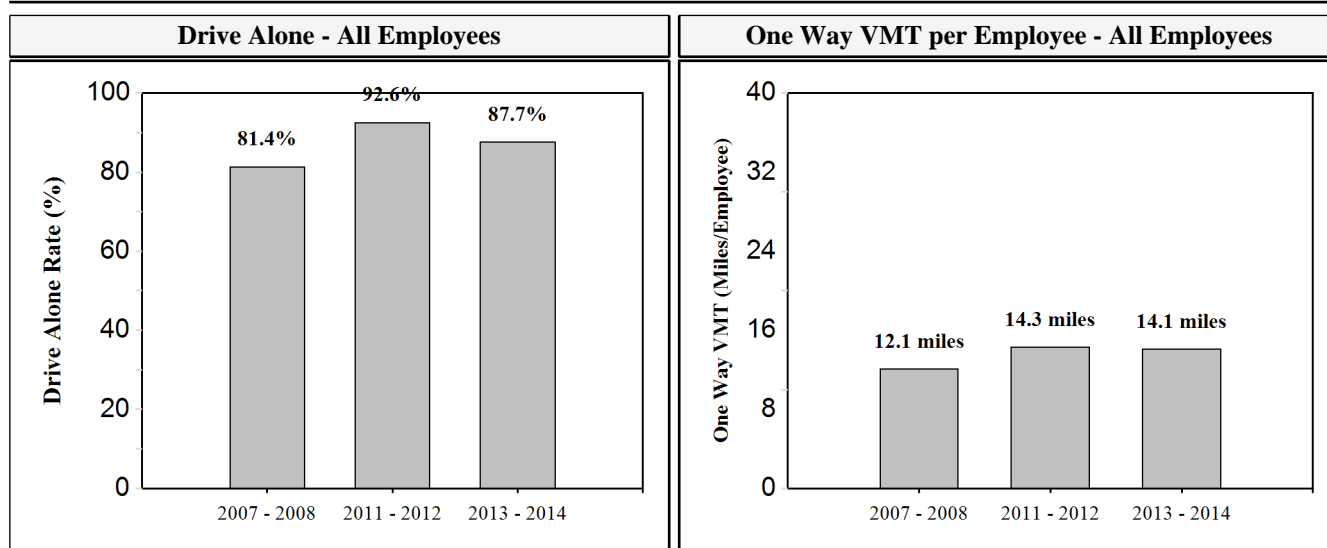 Drive Alone - All Employees
Drive Alone Rate (%)
100
80
60
40
20
0
81.4%
92.6%
87.7%
2007 - 2008
2011 - 2012
2013 - 2014
One Way VMT per Employee - All Employees
One Way VMT (Miles/Employee)
40
32
24
16
8
0
12.1 miles
14.3 miles
14.1 miles
2007 - 2008
2011 - 2012
2013 - 2014